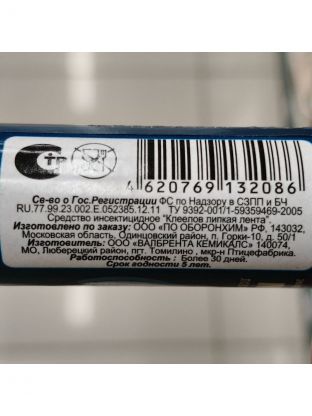 4 620769 132086
Св-во о Гос.Регистрации ФС по Надзору в СЗПП и БЧ
RU.77.99.23.002.E.052385.12.11 ТУ 9392-00171-59359469-2005
Средство инсектицидное "Клеелов липкая лента".
Изготовлено по заказу: ООО "ПО ОБОРОНХИМ" РФ, 143032,
Московская область, Одинцовский район, п. Горки-10, д. 50/1
Изготовитель: ООО «ВАЛБРЕНТА КЕМИКАЛС" 140074,
МО, Люберецкий район, пгт. Томилино , мкр-н Птицефабрика.
Работоспособность : Более 30 дней.
Срок годности 5 лет.